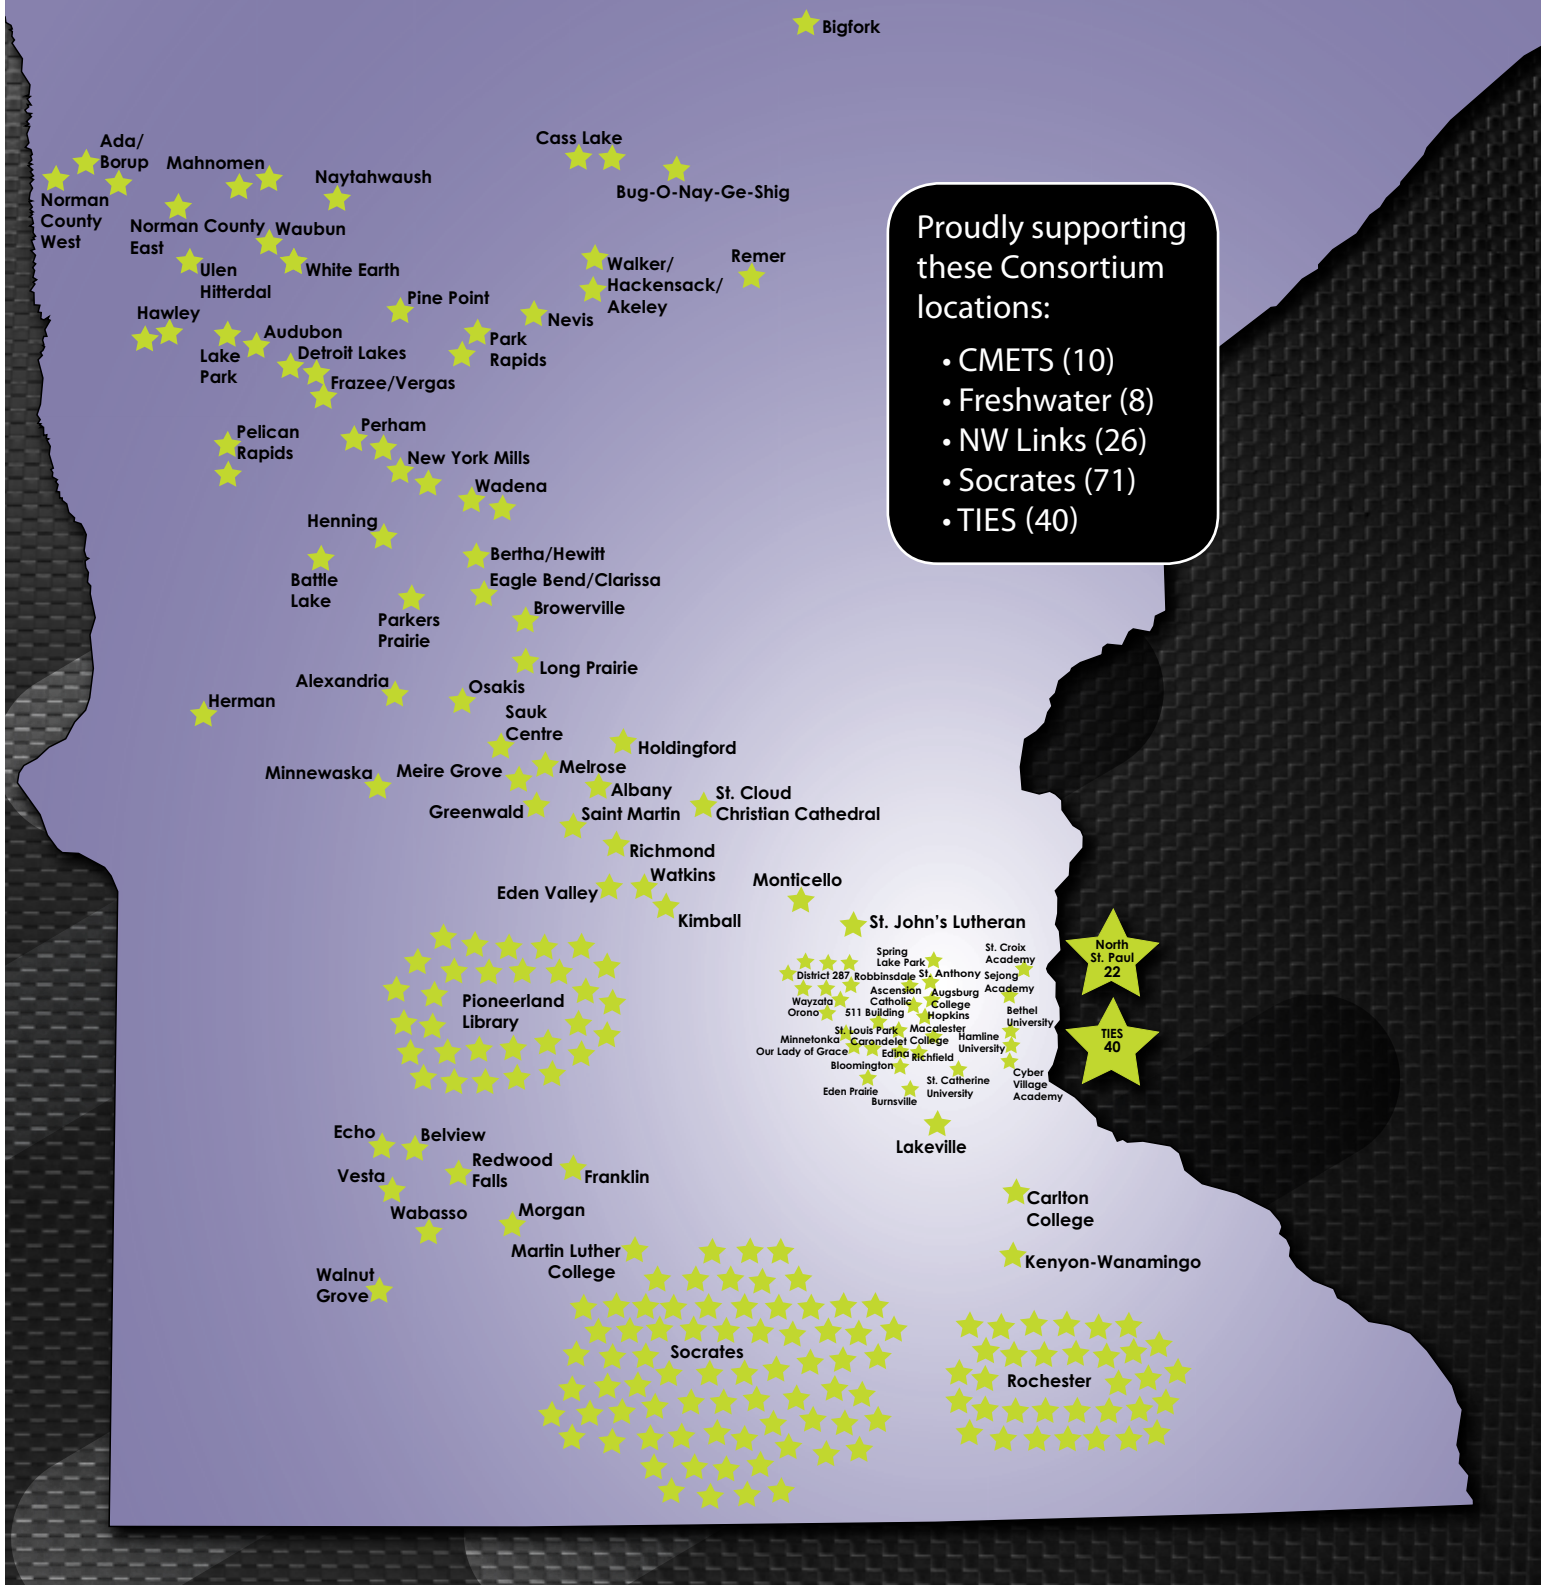 Bigfork
Ada/
Borup
Mahnomen
Naytahwaush
Cass Lake
Bug-O-Nay-Ge-Shig
Norman
County
West
Norman County
East
Waubun
White Earth
Ulen
Hitterdal
Walker/
Hackensack/
Akeley
Remer
Pine Point
Nevis
Hawley
Audubon
Lake
Park
Detroit Lakes
Park
Rapids
Frazee/Vergas
Proudly supporting
these Consortium
locations:
• CMETS (10)
• Freshwater (8)
• NW Links (26)
• Socrates (71)
• TIES (40)
Pelican
Rapids
Perham
New York Mills
Wadena
Henning
Battle
Lake
Bertha/Hewitt
Eagle Bend/Clarissa
Parkers
Prairie
Browerville
Long Prairie
Alexandria
Osakis
Herman
Sauk
Centre
Holdingford
Minnewaska
Meire Grove
Melrose
Albany
St. Cloud
Christian Cathedral
Greenwald
Saint Martin
Richmond
Watkins
Eden Valley
Kimball
Monticello
St. John's Lutheran
Pioneerland
Library
Spring
Lake Park
St. Croix
Academy
District 287
Robbinsdale
St. Anthony
Sejong
Academy
Wayzata
Ascension
Catholic
Augsburg
College
Orono
511 Building
Hopkins
Bethel
University
St. Louis Park
Macalester
College
Minnetonka
Carondelet
Hamline
University
Our Lady of Grace
Edina
Richfield
Bloomington
Eden Prairie
St. Catherine
University
Burnsville
Cyber
Village
Academy
Lakeville
North
St. Paul
22
TIES
40
Echo
Belview
Redwood
Falls
Franklin
Vesta
Wabasso
Morgan
Walnut
Grove
Martin Luther
College
Carlton
College
Kenyon-Wanamingo
Socrates
Rochester